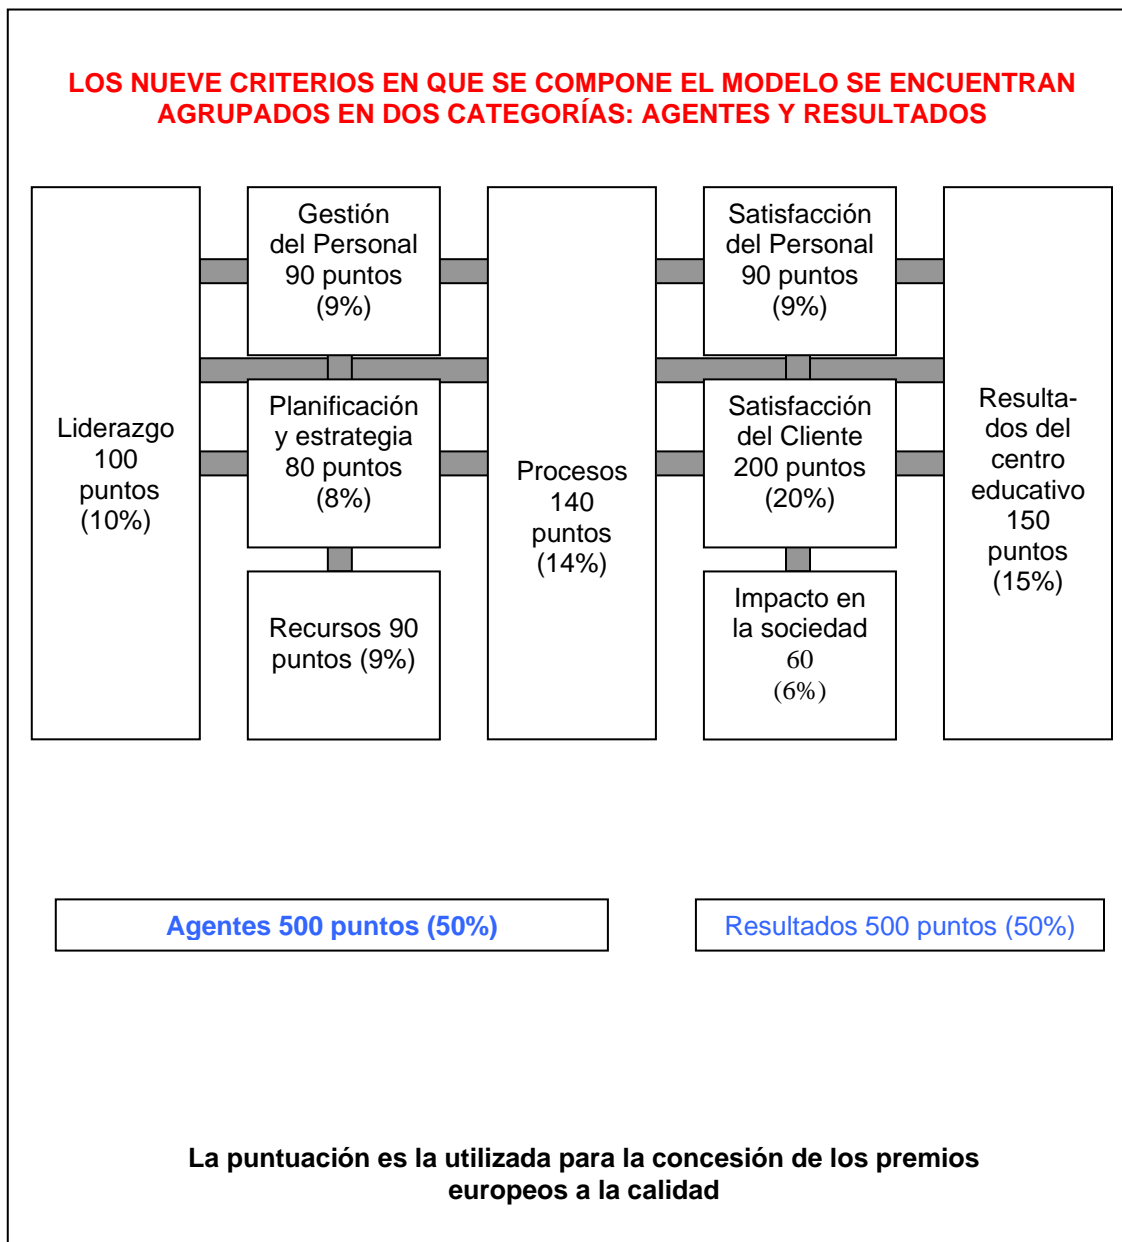 LOS NUEVE CRITERIOS EN QUE SE COMPONE EL MODELO SE ENCUENTRAN
AGRUPADOS EN DOS CATEGORÍAS: AGENTES Y RESULTADOS
Liderazgo
100
puntos
(10%)
Gestión
del Personal
90 puntos
(9%)
Planificación
y estrategia
80 puntos
(8%)
Recursos 90
puntos (9%)
Procesos
140
puntos
(14%)
Satisfacción
del Personal
90 puntos
(9%)
Satisfacción
del Cliente
200 puntos
(20%)
Impacto en
la sociedad
60
(6%)
Resulta-
dos del
centro
educativo
150
puntos
(15%)
Agentes 500 puntos (50%)
Resultados 500 puntos (50%)
La puntuación es la utilizada para la concesión de los premios
europeos a la calidad